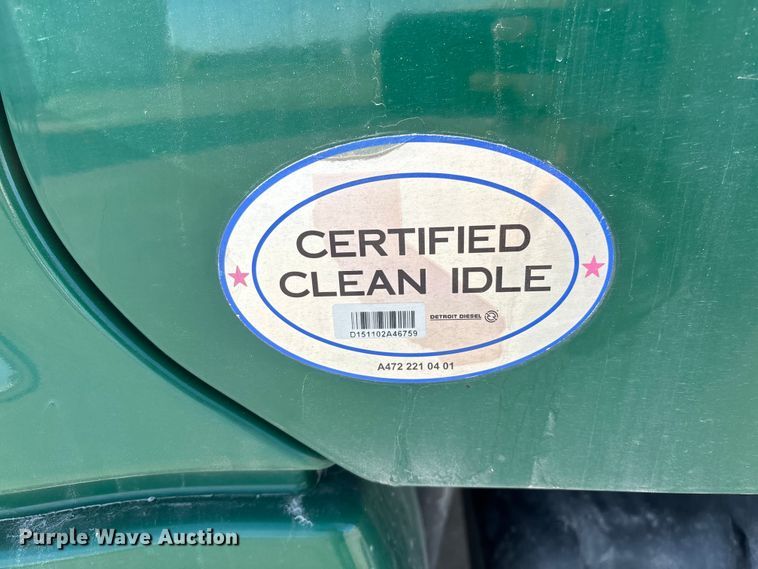 CERTIFIED
CLEAN IDLE
D151102A46759
DETROIT DIESEL
A472 221 04 01
Purple Wave Auction